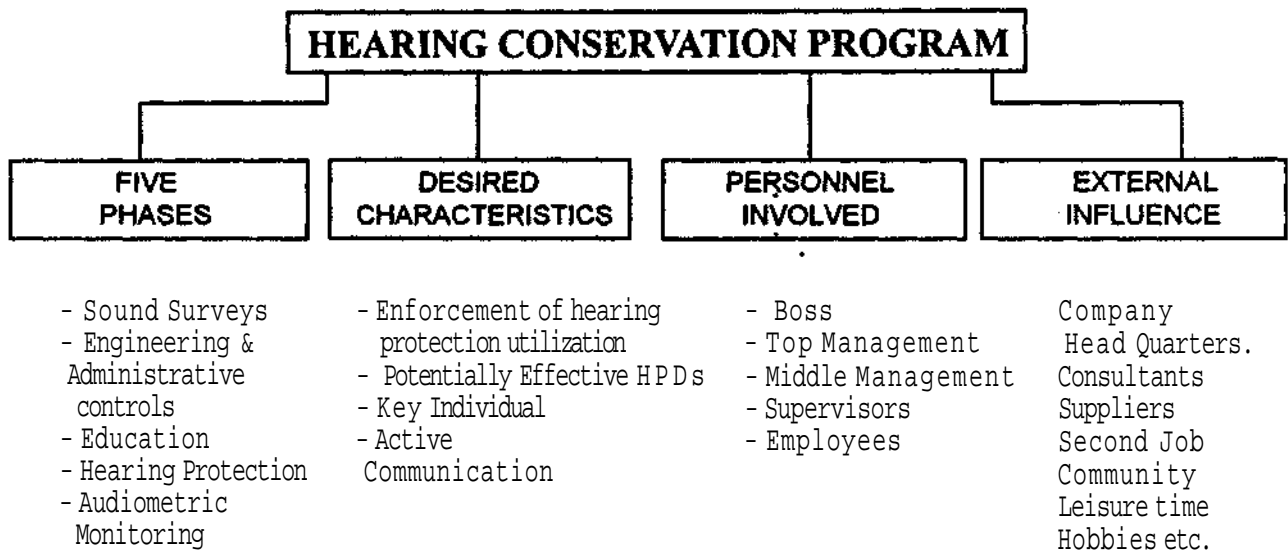 HEARING CONSERVATION PROGRAM
FIVE
PHASES
- Sound Surveys
- Engineering &
Administrative
controls
- Education
- Hearing Protection
- Audiometric
Monitoring
DESIRED
CHARACTERISTICS
- Enforcement of hearing
protection utilization
- Potentially Effective HPDs
- Key Individual
- Active
Communication
PERSONNEL
INVOLVED
- Boss
- Top Management
- Middle Management
- Supervisors
- Employees
EXTERNAL
INFLUENCE
Company
Head Quarters.
Consultants
Suppliers
Second Job
Community
Leisure time
Hobbies etc.